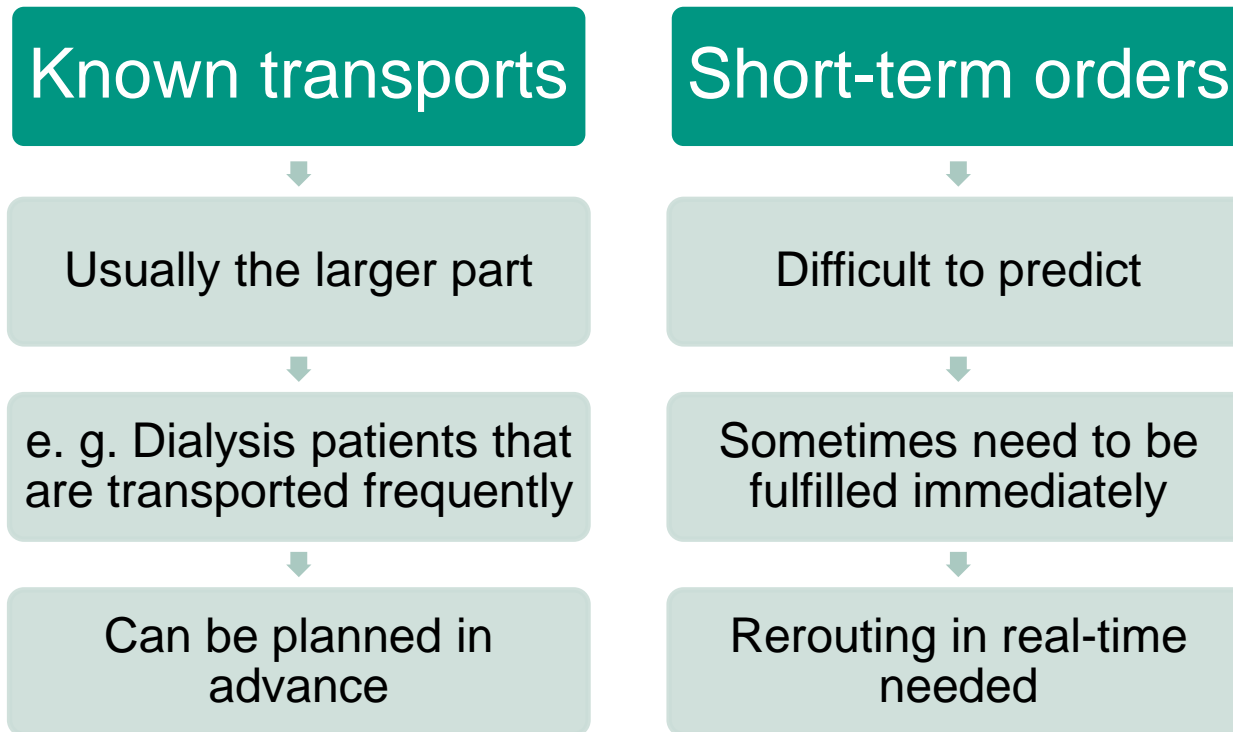 Known transports
Usually the larger part
e. g. Dialysis patients that
are transported frequently
Can be planned in
advance
Short-term orders
Difficult to predict
Sometimes need to be
fulfilled immediately
Rerouting in real-time
needed